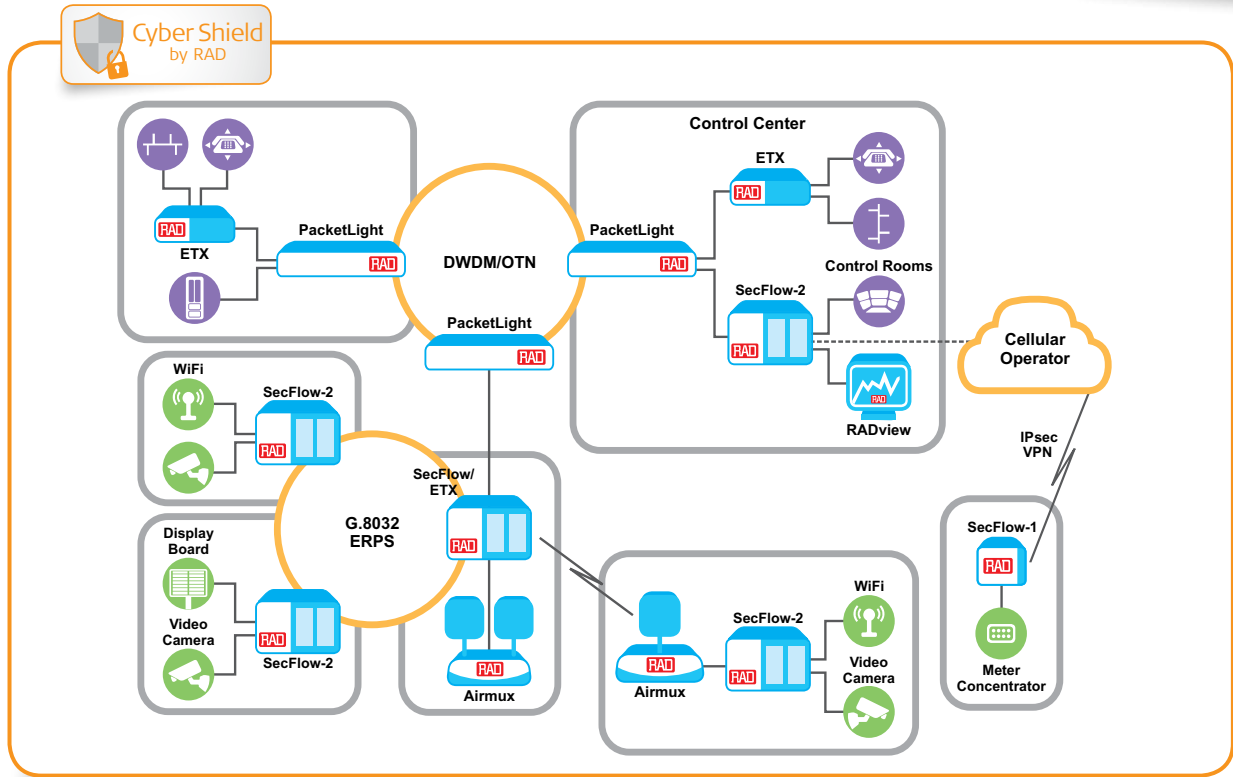 Cyber Shield
by RAD
Control Center
ETX
RAD
RAD
ETX
PacketLight
RAD
DWDM/OTN
PacketLight
RAD
Control Rooms
SecFlow-2
RAD
RAD
RADview
PacketLight
RAD
Cellular
Operator
IPsec
VPN
WiFi
SecFlow-2
RAD
SecFlow/
ETX
RAD
G.8032
ERPS
Display
Board
Video
Camera
RAD
SecFlow-2
RAD
Airmux
RAD
Airmux
SecFlow-2
RAD
WiFi
Video
Camera
SecFlow-1
RAD
Meter
Concentrator